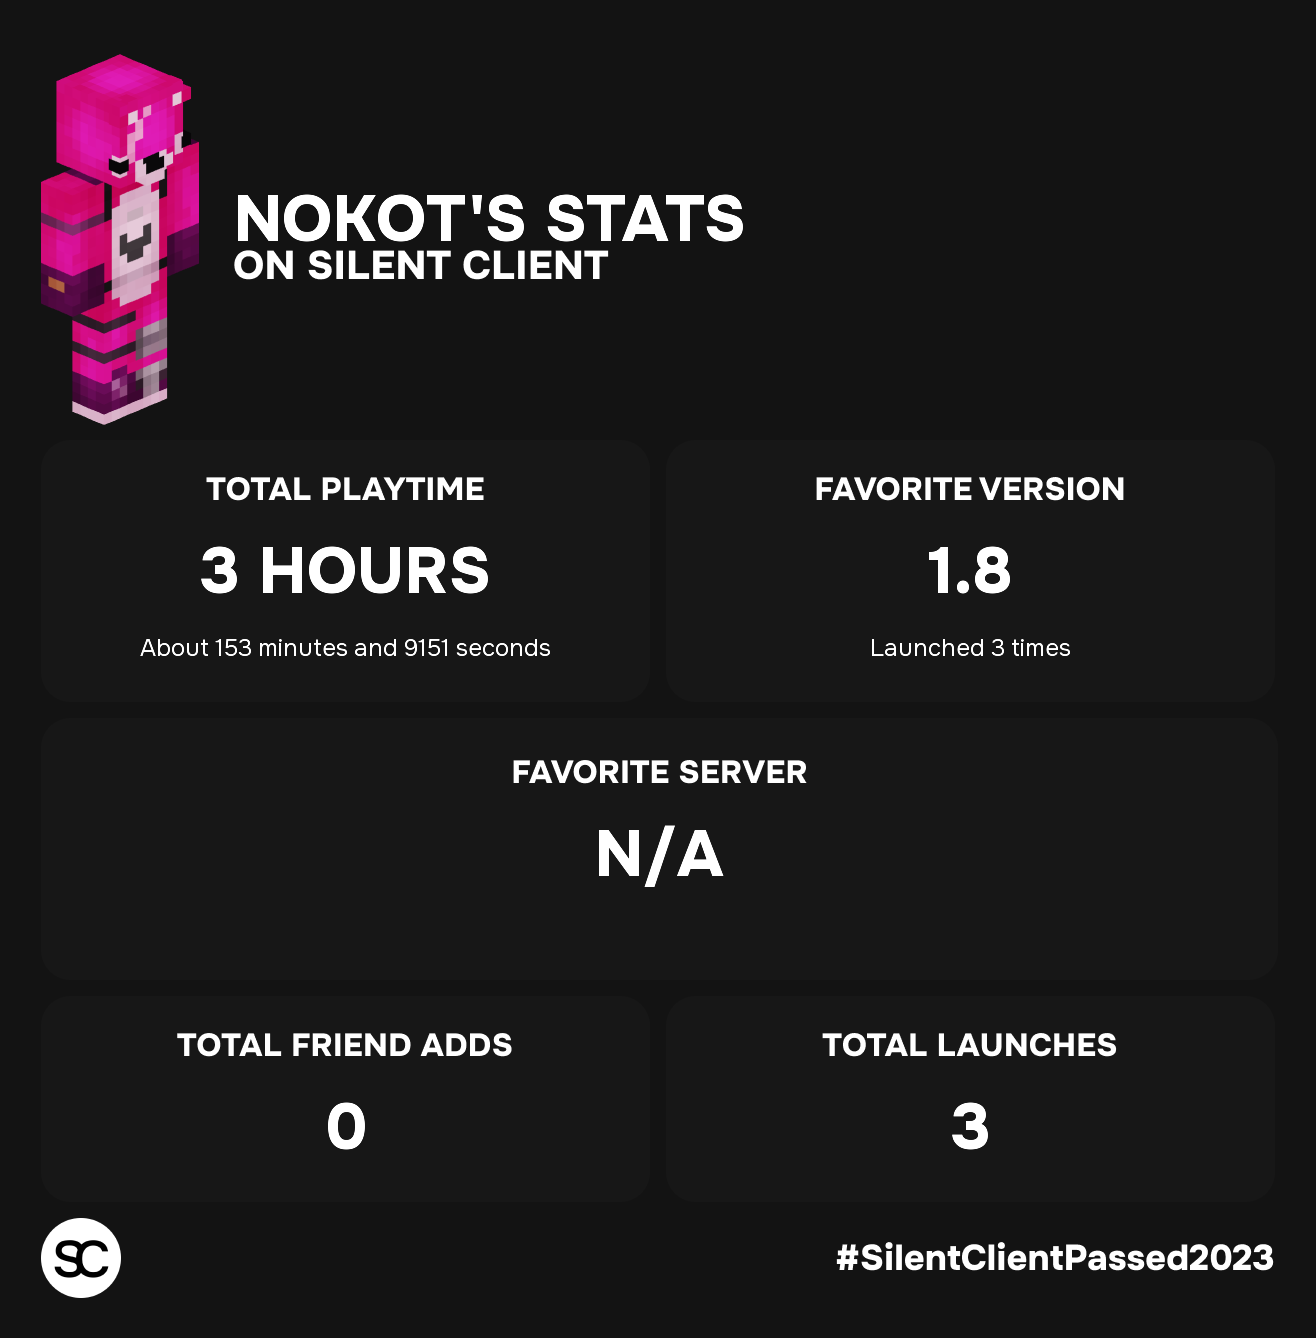 NOKOT'S STATS
ON SILENT CLIENT
TOTAL PLAYTIME
3 HOURS
About 153 minutes and 9151 seconds
FAVORITE VERSION
1.8
Launched 3 times
FAVORITE SERVER
N/A
TOTAL FRIEND ADDS
0
TOTAL LAUNCHES
3
SC
#SilentClientPassed2023